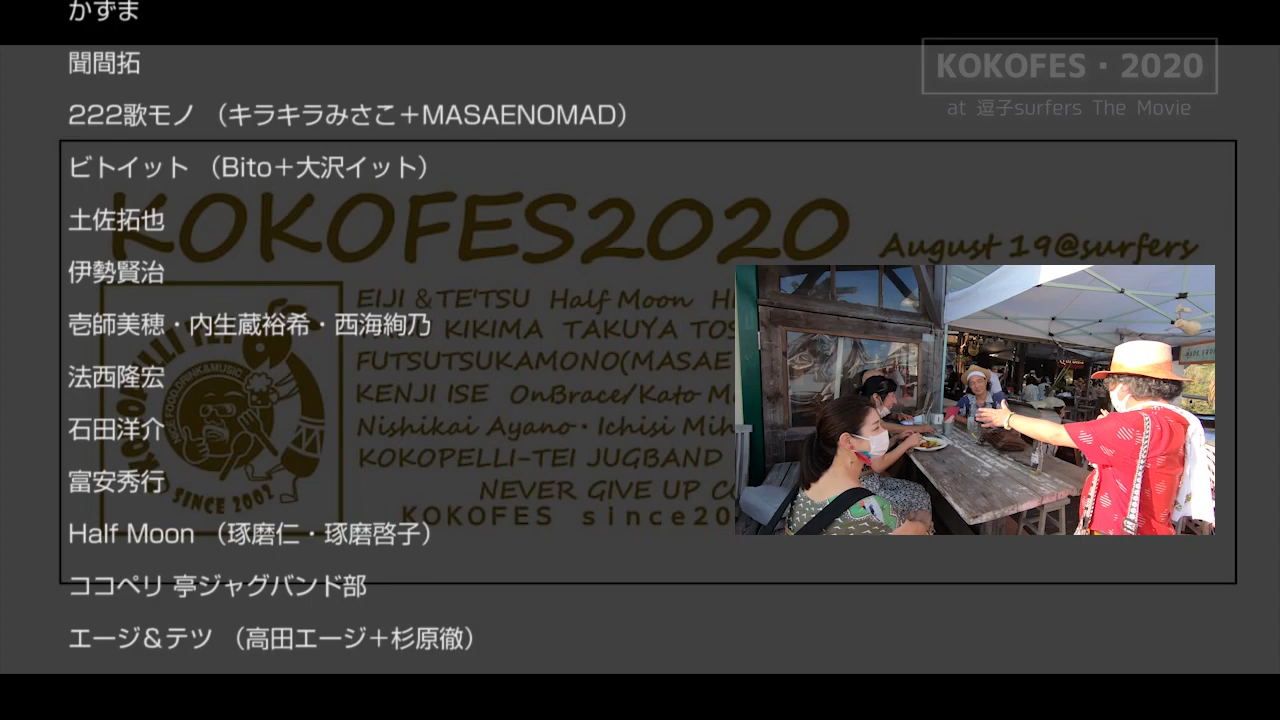 かずま
聞間拓
222歌モノ （キラキラみさこ＋MASAENOMAD）
ビトイット （Bito＋大沢イット）
土佐拓也
伊勢賢治
壱師美穂・内生蔵裕希・西海絢乃
法西隆宏
石田洋介
富安秀行
Half Moon （琢磨仁・琢磨啓子）
ココペリ 亭ジャグバンド部
エージ＆テツ （高田エージ＋杉原徹）
KOKOFES・2020
at 逗子surfers The Movie
KOKOFES2020
August 19@surfers
EIJI & TE'TSU Half Moon
KIKIMA TAKUYA
FUTSUTSUKAMONO(MASAE
KENJI ISE OnBrace/Kato
Nishikai Ayano・Ichisi
KOKOPELLI-TEI JUGBAND
NEVER GIVE UP
KOKOFES since20
FOOD,DRINK&MUSIC
SINCE 2002